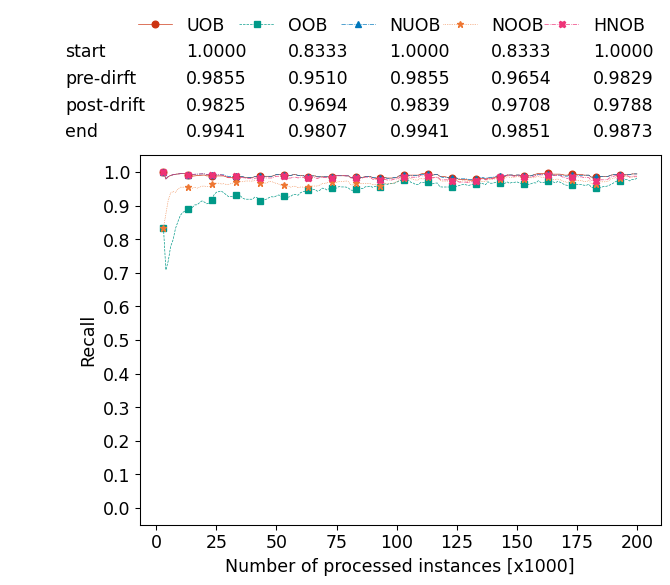 UOB OOB NUOB NOOB HNOB
start 1.0000 0.8333 1.0000 0.8333 1.0000
pre-dirft 0.9855 0.9510 0.9855 0.9654 0.9829
post-drift 0.9825 0.9694 0.9839 0.9708 0.9788
end 0.9941 0.9807 0.9941 0.9851 0.9873
1.0
0.9
0.8
0.7
0.6
0.5
0.4
0.3
0.2
0.1
0.0
Recall
0 25 50 75 100 125 150 175 200
Number of processed instances [x1000]